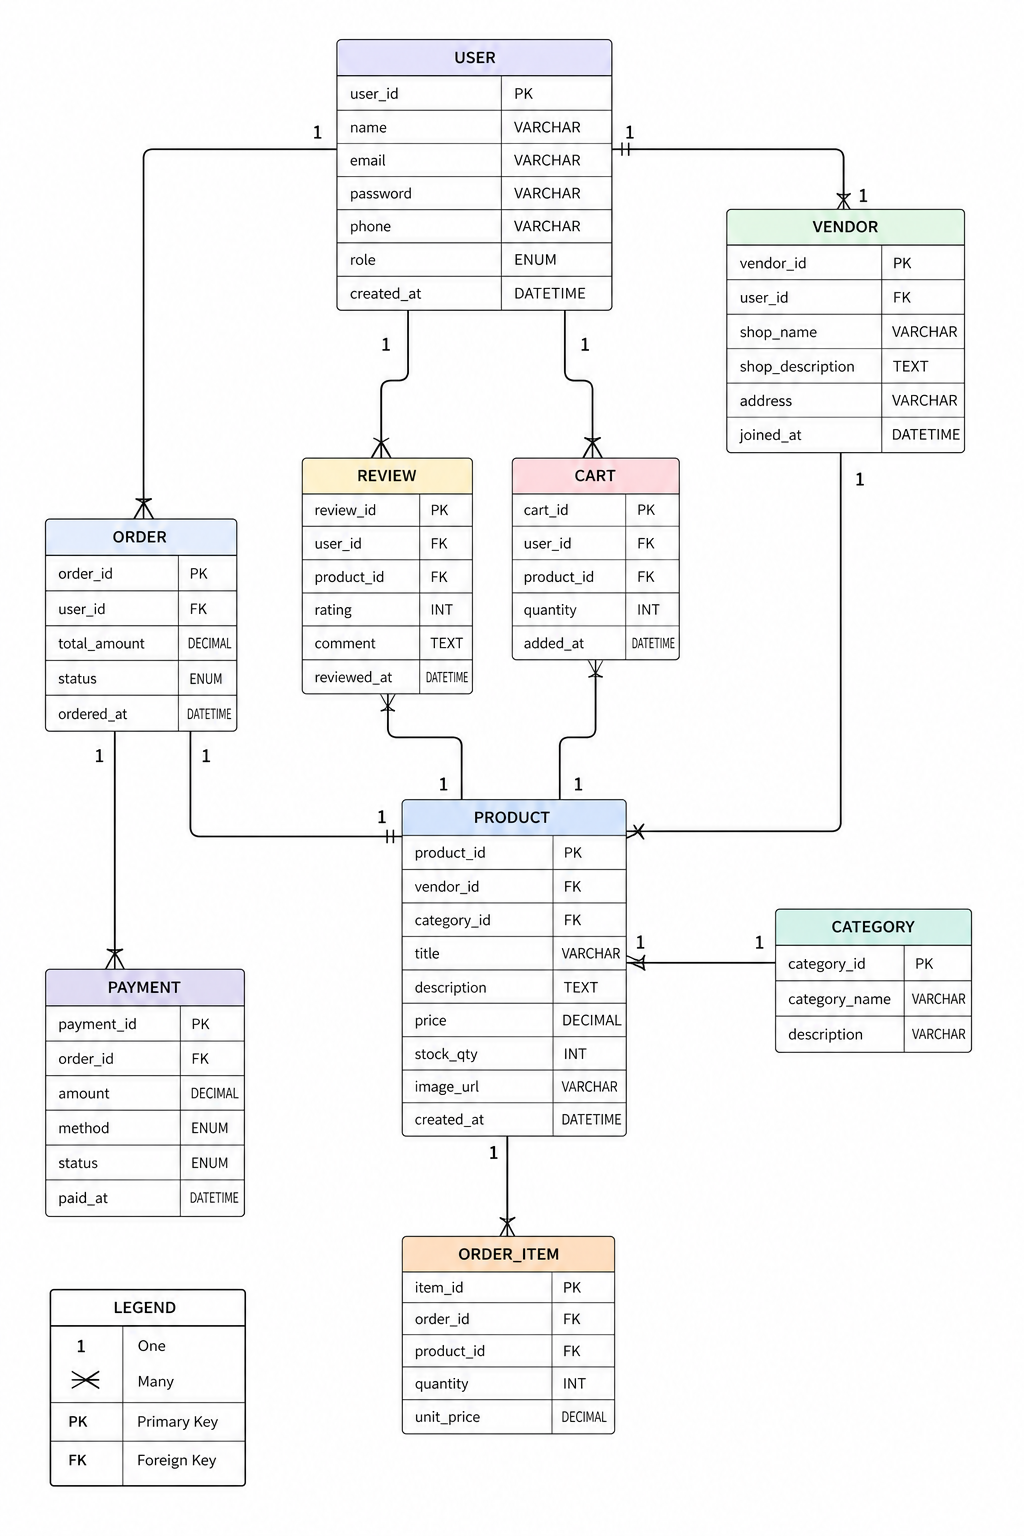 USER
user_id PK
1
name VARCHAR
1
email VARCHAR
password VARCHAR
phone VARCHAR
role ENUM
created_at DATETIME
1
VENDOR
vendor_id PK
user_id FK
shop_name VARCHAR
shop_description TEXT
address VARCHAR
joined_at DATETIME
1
1
1
REVIEW
review_id PK
user_id FK
product_id FK
rating INT
comment TEXT
reviewed_at DATETIME
CART
cart_id PK
user_id FK
product_id FK
quantity INT
added_at DATETIME
ORDER
order_id PK
user_id FK
total_amount DECIMAL
status ENUM
ordered_at DATETIME
1
1
1
1
1
PRODUCT
product_id PK
vendor_id FK
category_id FK
title VARCHAR
description TEXT
price DECIMAL
stock_qty INT
image_url VARCHAR
created_at DATETIME
1
1
CATEGORY
category_id PK
category_name VARCHAR
description VARCHAR
PAYMENT
payment_id PK
order_id FK
amount DECIMAL
method ENUM
status ENUM
paid_at DATETIME
1
ORDER_ITEM
item_id PK
order_id FK
product_id FK
quantity INT
unit_price DECIMAL
LEGEND
1 One
Many
PK Primary Key
FK Foreign Key